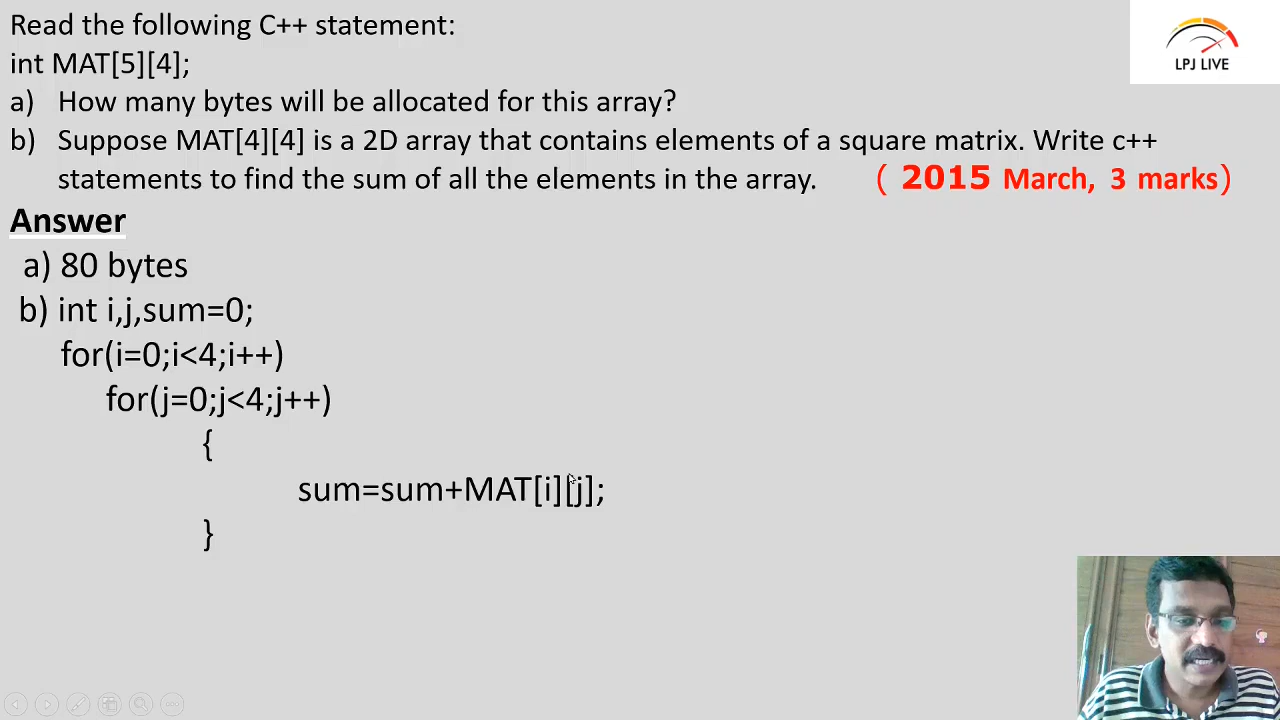 Read the following C++ statement:
int MAT[5][4];
LPJ LIVE
a) How many bytes will be allocated for this array?
b) Suppose MAT[4][4] is a 2D array that contains elements of a square matrix. Write c++
statements to find the sum of all the elements in the array. ( 2015 March, 3 marks)
Answer
a) 80 bytes
b) int i,j,sum=0;
for(i=0;i<4;i++)
for(j=0;j<4;j++)
{
sum=sum+MAT[i][j];
}